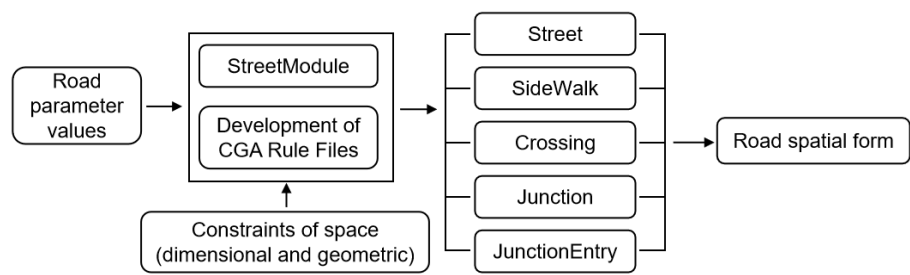 Road
parameter
values
StreetModule
Development of
CGA Rule Files
Constraints of space
(dimensional and geometric)
Street
SideWalk
Crossing
Junction
JunctionEntry
Road spatial form